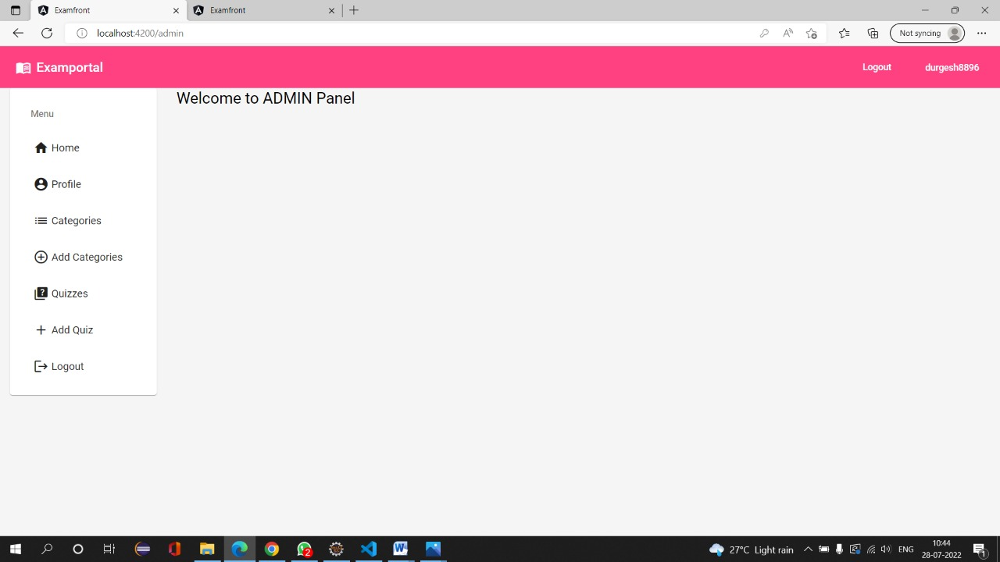 Examfront
Examfront
localhost:4200/admin
Not syncing
Examportal
Logout
durgesh8896
Welcome to ADMIN Panel
Menu
Home
Profile
Categories
Add Categories
Quizzes
Add Quiz
Logout
2
27°C Light rain
ENG
10:44
28-07-2022
1